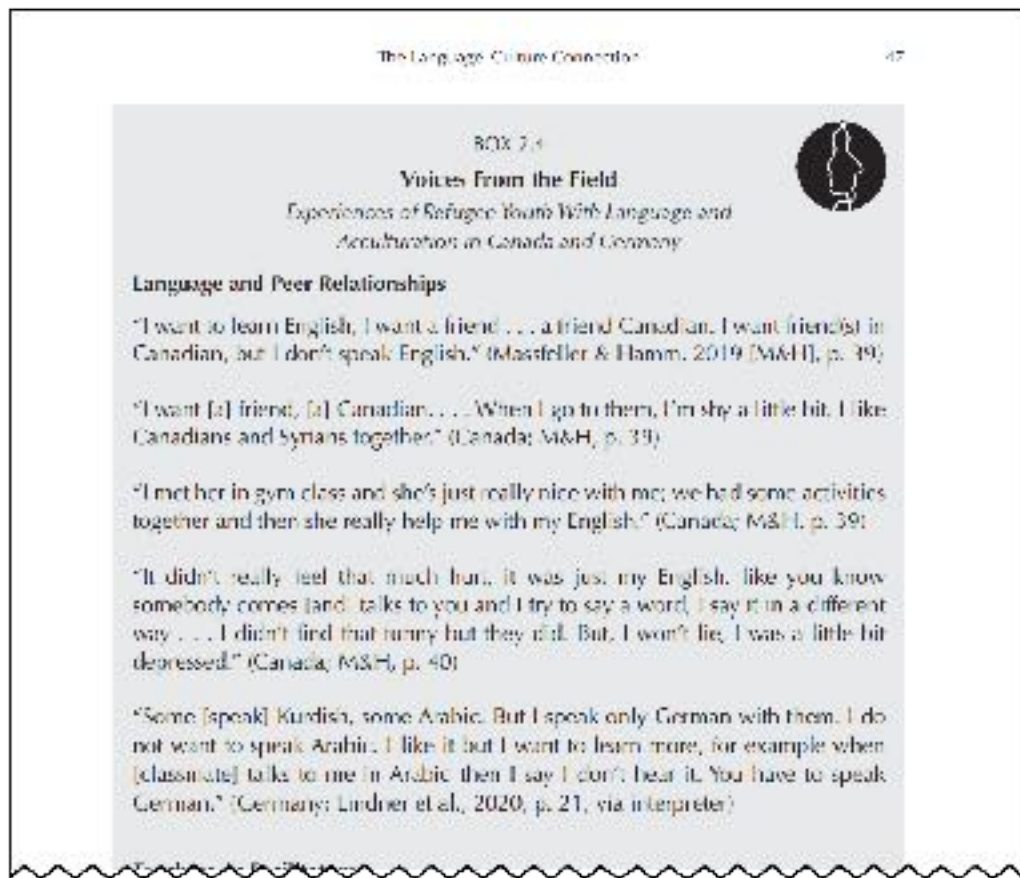 The Language-Culture Connection 47
BOX 2.4
Voices From the Field
Experiences of Refugee Youth With Language and
Acculturation in Canada and Germany
Language and Peer Relationships
"I want to learn English, I want a friend . . . a friend Canadian. I want friend(s) in
Canadian, but I don't speak English." (Massfeller & Hamm, 2019 [M&H], p. 39)
"I want [a] friend, [a] Canadian. . . . When I go to them, I'm shy a little bit. I like
Canadians and Syrians together." (Canada; M&H, p. 39)
"I met her in gym class and she's just really nice with me; we had some activities
together and then she really help me with my English." (Canada; M&H, p. 39)
"It didn't really feel that much hurt, it was just my English, like you know
somebody comes [and] talks to you and I try to say a word, I say it in a different
way . . . I didn't find that funny but they did. But, I won't lie, I was a little bit
depressed." (Canada; M&H, p. 40)
"Some [speak] Kurdish, some Arabic. But I speak only German with them. I do
not want to speak Arabic. I like it but I want to learn more, for example when
[classmate] talks to me in Arabic then I say I don't hear it. You have to speak
German." (Germany; Lindner et al., 2020, p. 21, via interpreter)